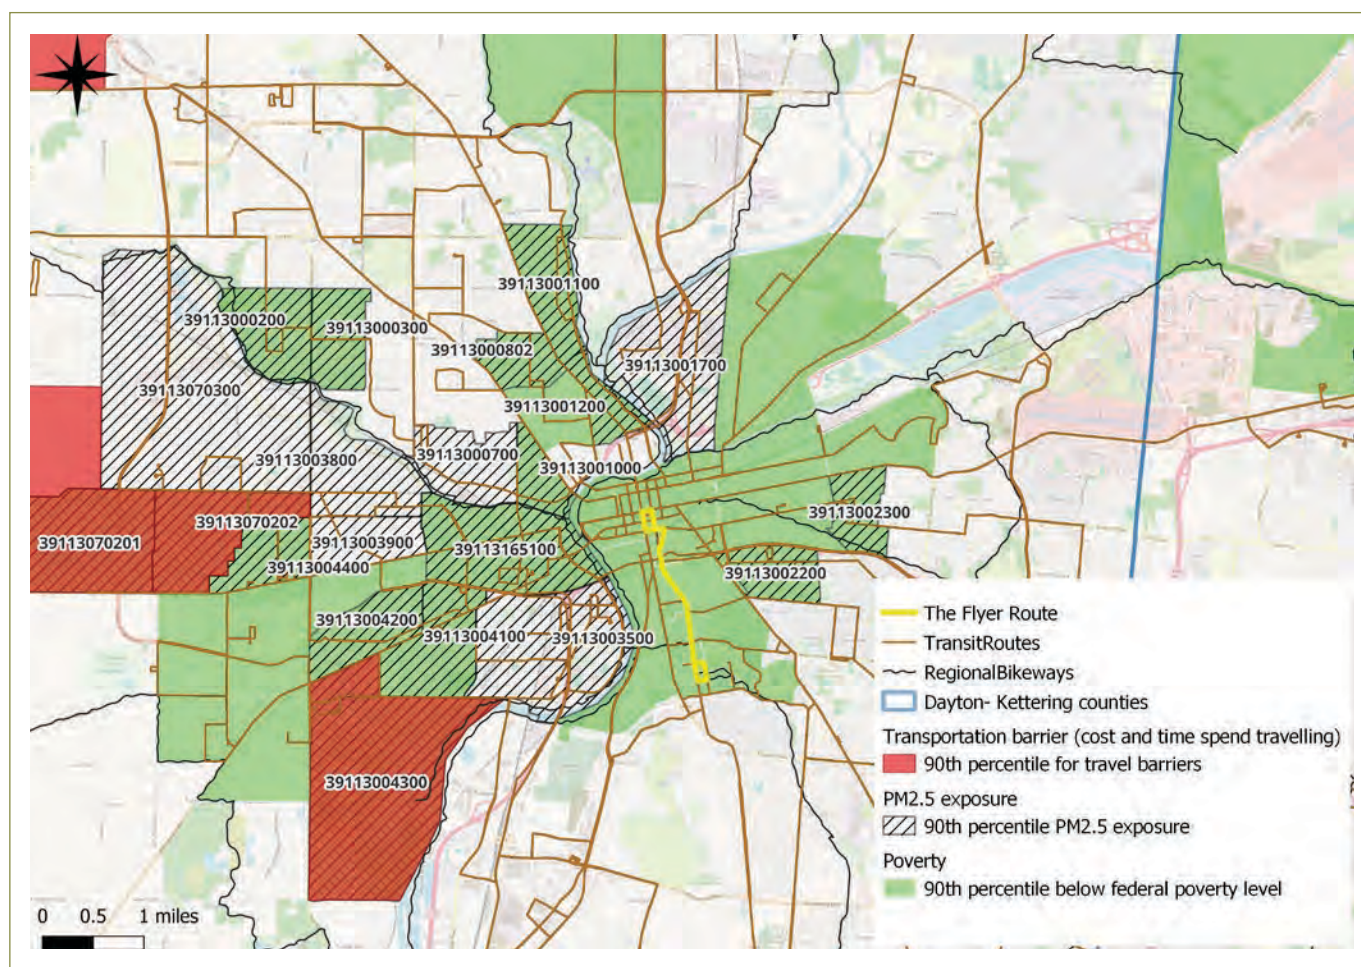 39113001100
39113000200
39113000300
39113000802
39113001700
39113070300
39113001200
39113003800
39113000700
39113001000
39113002300
39113070202
39113070201
39113003900
39113165100
39113004400
39113002200
39113004200
39113004100
39113003500
39113004300
The Flyer Route
TransitRoutes
RegionalBikeways
Dayton- Kettering counties
Transportation barrier (cost and time spend travelling)
90th percentile for travel barriers
PM2.5 exposure
90th percentile PM2.5 exposure
Poverty
90th percentile below federal poverty level
0 0.5 1 miles